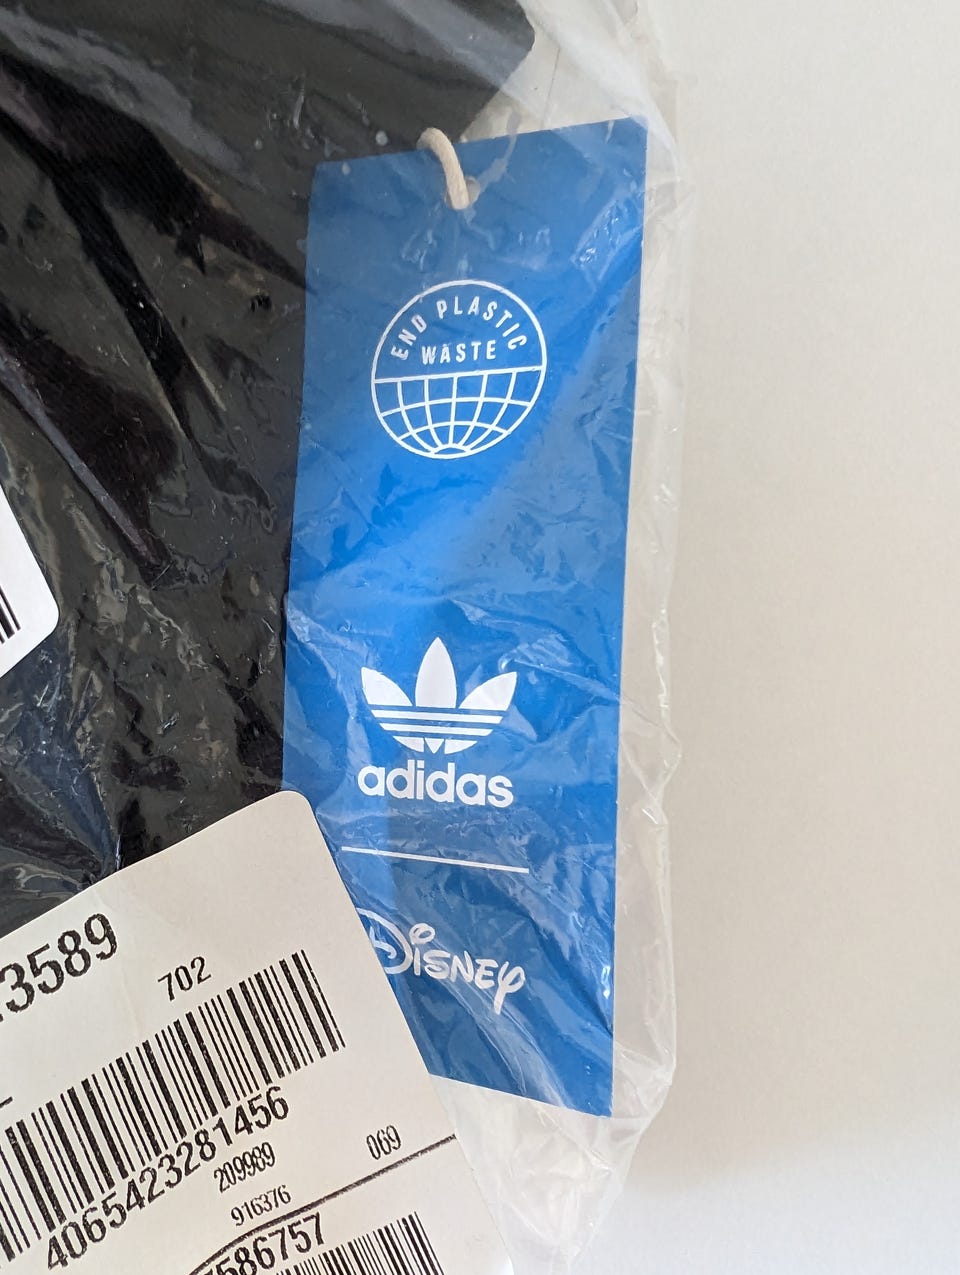 END PLASTIC
WASTE
adidas
Disney
3589
702
4065423281456
209989
069
916376
586757